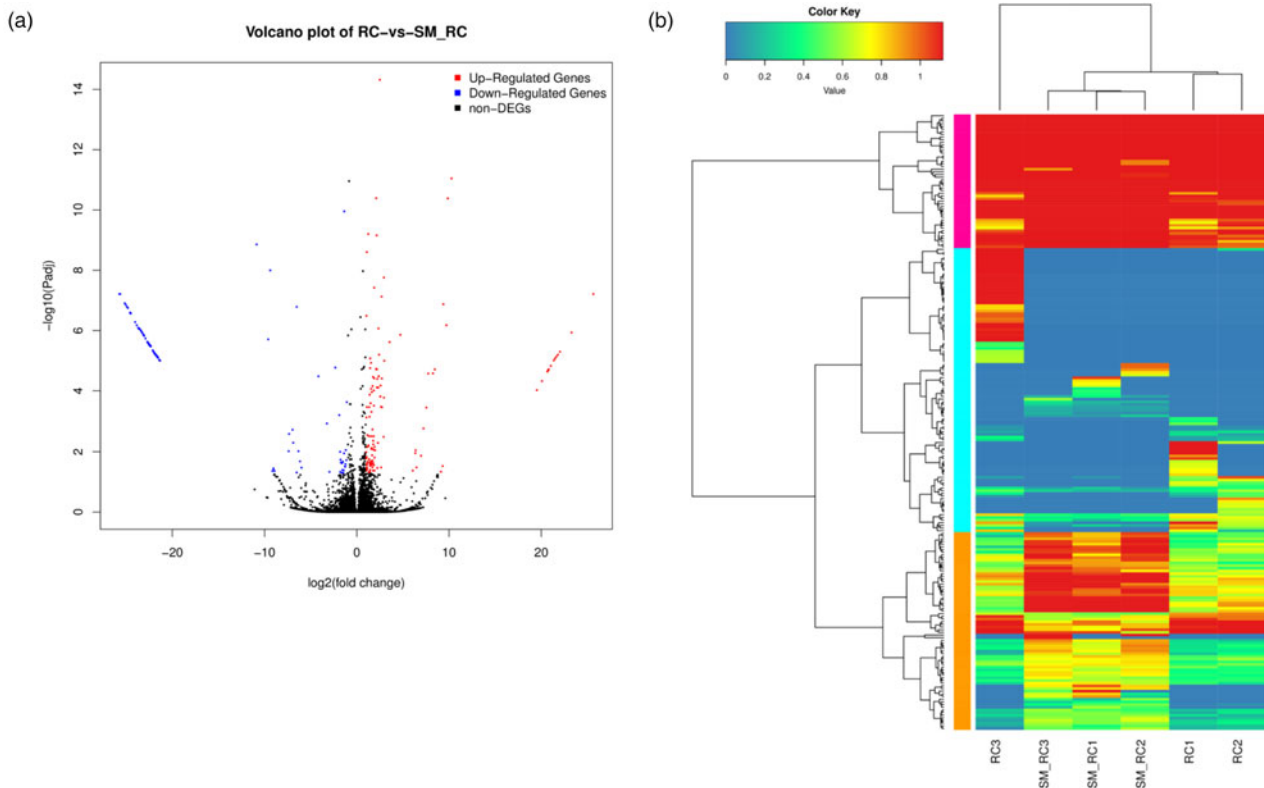 (a)
Volcano plot of RC-vs-SM_RC
Up-Regulated Genes
Down-Regulated Genes
non-DEGs
14
12
10
8
6
4
2
0
-log10(Padj)
-20
-10
0
10
20
log2(fold change)
(b)
Color Key
0
0.2
0.4
0.6
0.8
1
Value
RC3
SM_RC3
SM_RC1
SM_RC2
RC1
RC2